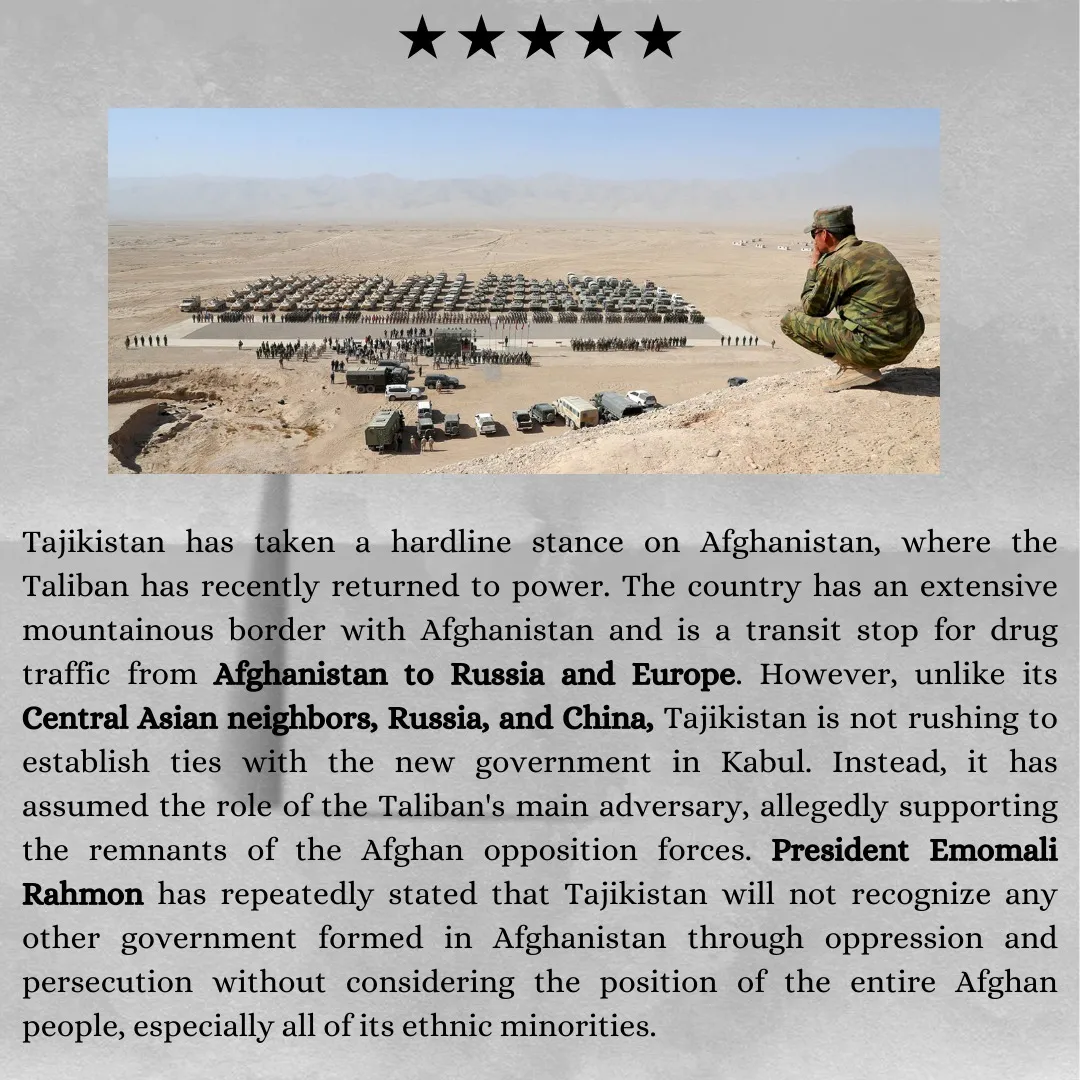 Tajikistan has taken a hardline stance on Afghanistan, where the
Taliban has recently returned to power. The country has an extensive
mountainous border with Afghanistan and is a transit stop for drug
traffic from Afghanistan to Russia and Europe. However, unlike its
Central Asian neighbors, Russia, and China, Tajikistan is not rushing to
establish ties with the new government in Kabul. Instead, it has
assumed the role of the Taliban's main adversary, allegedly supporting
the remnants of the Afghan opposition forces. President Emomali
Rahmon has repeatedly stated that Tajikistan will not recognize any
other government formed in Afghanistan through oppression and
persecution without considering the position of the entire Afghan
people, especially all of its ethnic minorities.